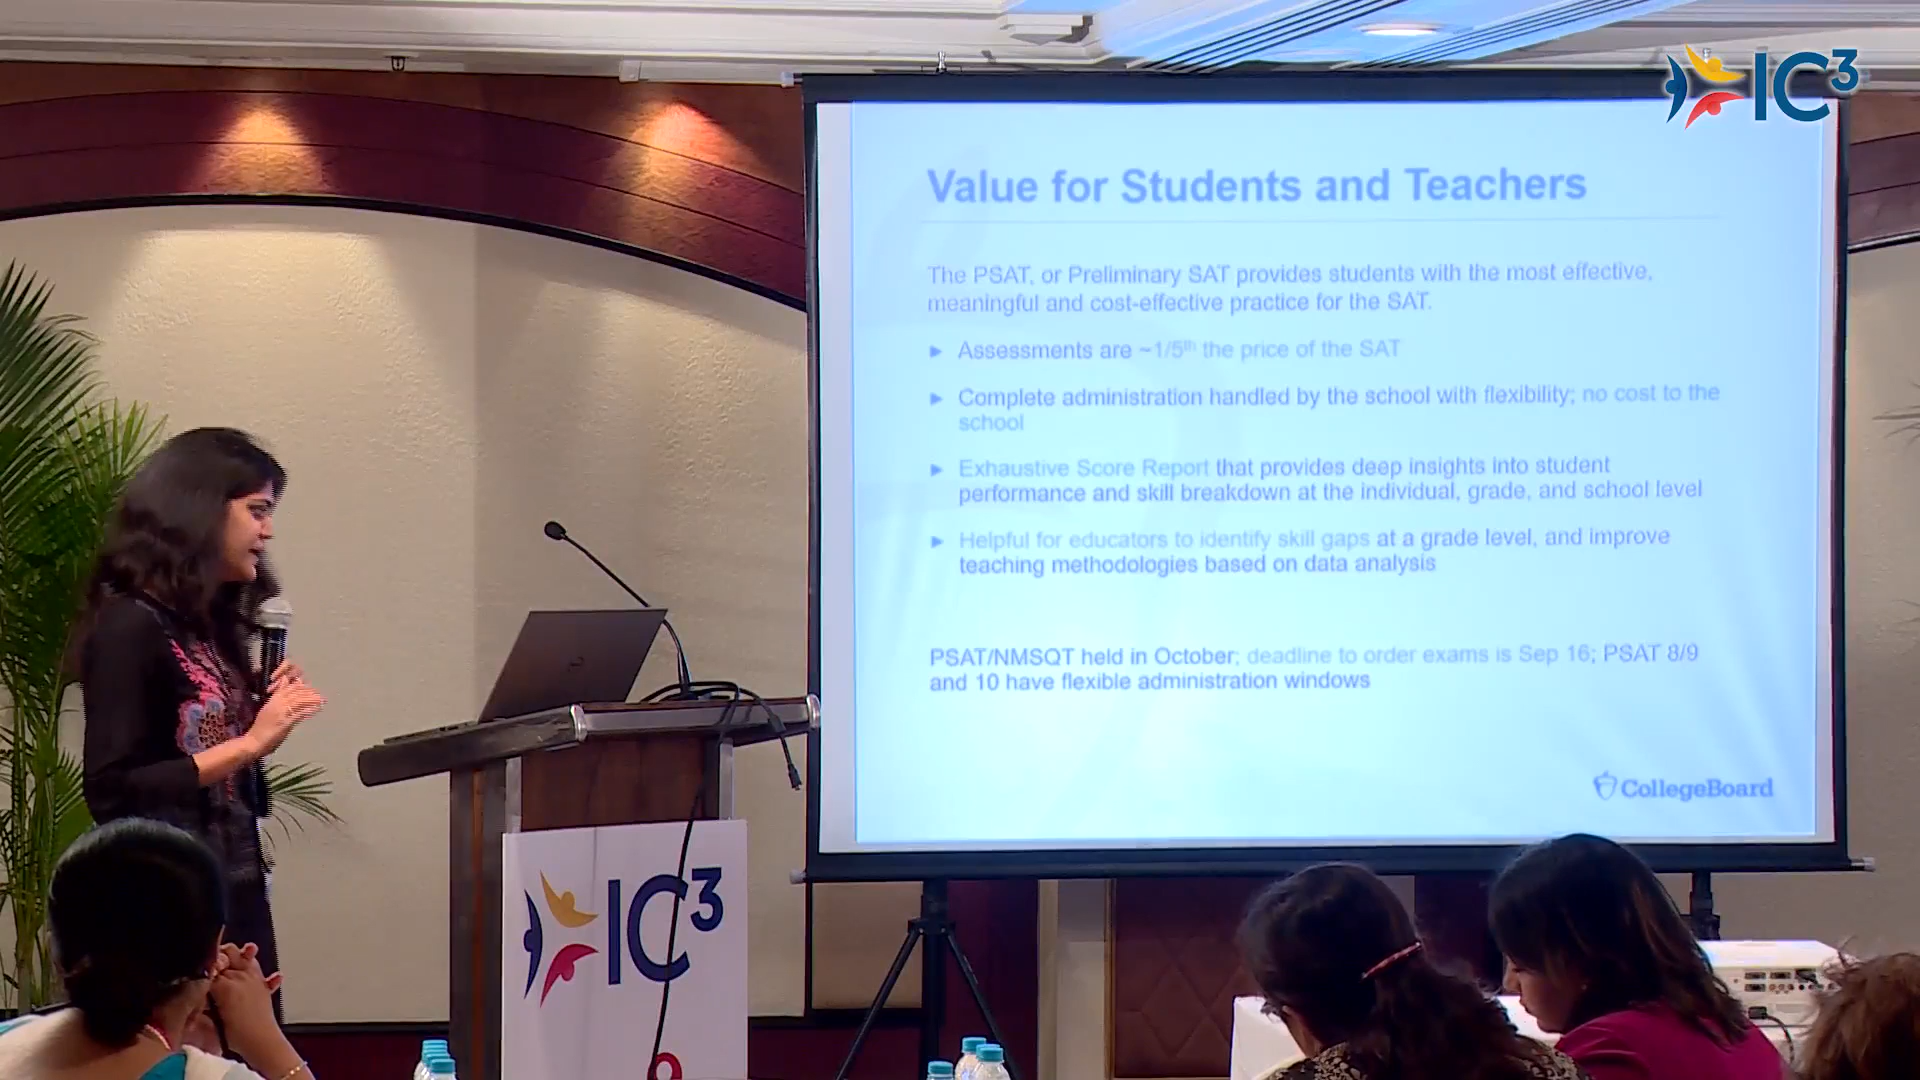 IC³
Value for Students and Teachers
The PSAT, or Preliminary SAT provides students with the most effective,
meaningful and cost-effective practice for the SAT.
► Assessments are ~1/5th the price of the SAT
► Complete administration handled by the school with flexibility; no cost to the
school
► Exhaustive Score Report that provides deep insights into student
performance and skill breakdown at the individual, grade, and school level
► Helpful for educators to identify skill gaps at a grade level, and improve
teaching methodologies based on data analysis
PSAT/NMSQT held in October; deadline to order exams is Sep 16; PSAT 8/9
and 10 have flexible administration windows
CollegeBoard
IC³